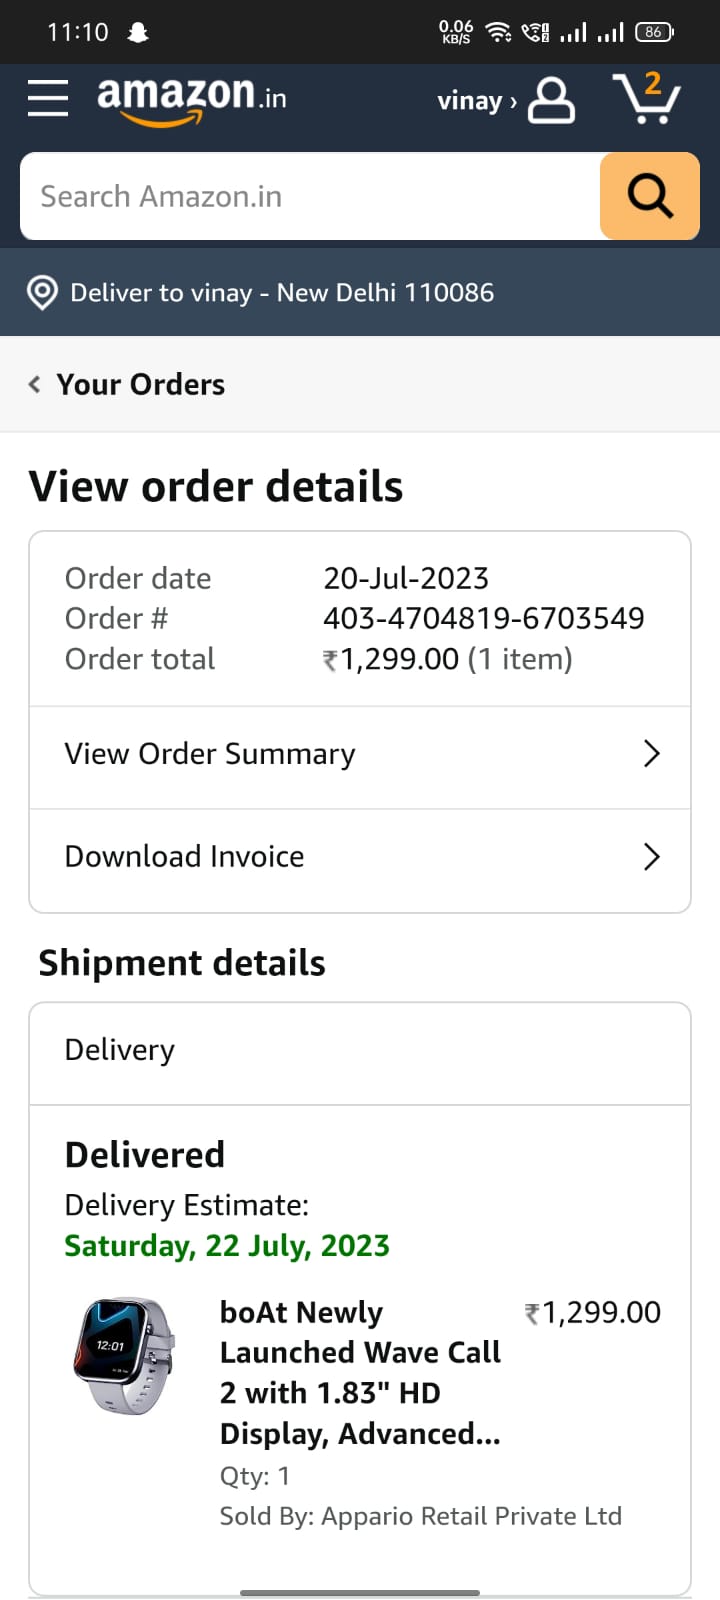 11:10
0.06 KB/S
86
amazon.in
vinay ›
2
Search Amazon.in
Deliver to vinay - New Delhi 110086
‹ Your Orders
View order details
Order date 20-Jul-2023
Order # 403-4704819-6703549
Order total ₹1,299.00 (1 item)
View Order Summary
Download Invoice
Shipment details
Delivery
Delivered
Delivery Estimate:
Saturday, 22 July, 2023
12:01
boAt Newly ₹1,299.00
Launched Wave Call
2 with 1.83" HD
Display, Advanced...
Qty: 1
Sold By: Appario Retail Private Ltd